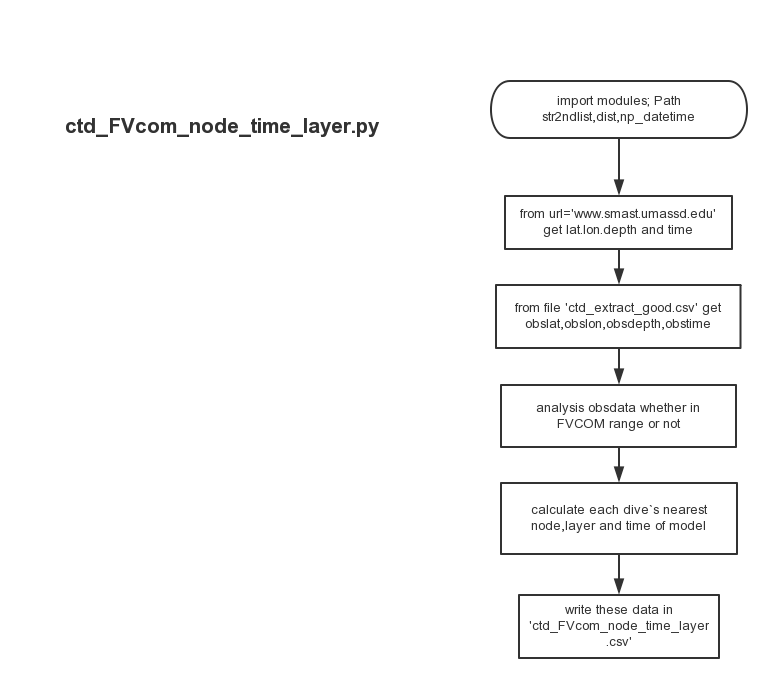 ctd_FVcom_node_time_layer.py
import modules; Path
str2ndlist,dist,np_datetime
from url='www.smast.umassd.edu'
get lat.lon.depth and time
from file 'ctd_extract_good.csv' get
obslat,obslon,obsdepth,obstime
analysis obsdata whether in
FVCOM range or not
calculate each dive`s nearest
node,layer and time of model
write these data in
'ctd_FVcom_node_time_layer
.csv'